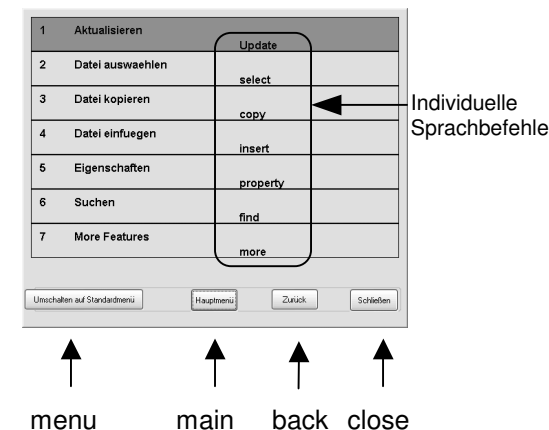 1 Aktualisieren
Update
2 Datei auswaehlen
select
3 Datei kopieren
copy
4 Datei einfuegen
insert
5 Eigenschaften
property
6 Suchen
find
7 More Features
more
Individuelle
Sprachbefehle
Umschalten auf Standardmenü Hauptmenü Zurück Schließen
menu main back close